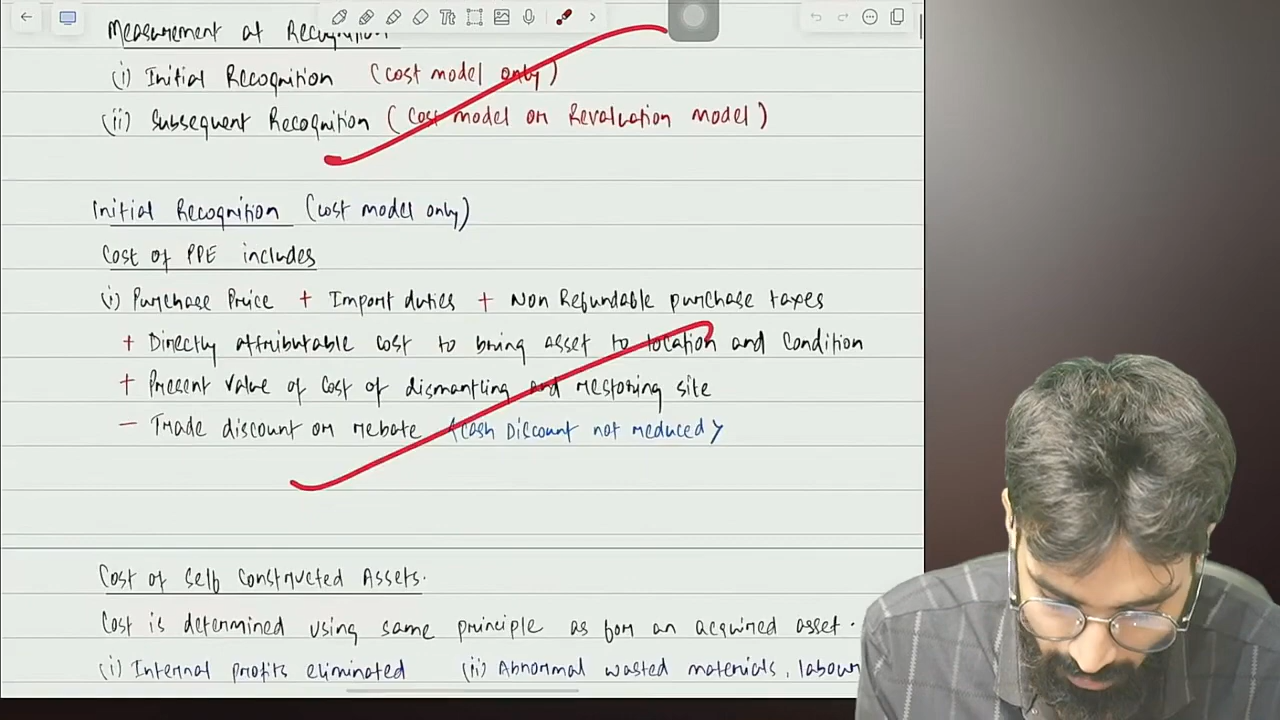 Measurement at Recognition
(i) Initial Recognition (cost model only)
(ii) Subsequent Recognition (cost model or Revaluation model)
Initial Recognition (cost model only)
Cost of PPE includes
(i) Purchase Price + Import duties + Non Refundable purchase taxes
+ Directly attributable cost to bring asset to location and condition
+ Present value of cost of dismantling and restoring site
- Trade discount or rebate (cash Discount not reduced)
Cost of Self Constructed Assets.
Cost is determined using same principle as for an acquired asset.
(i) Internal profits eliminated (ii) Abnormal wasted materials, labour